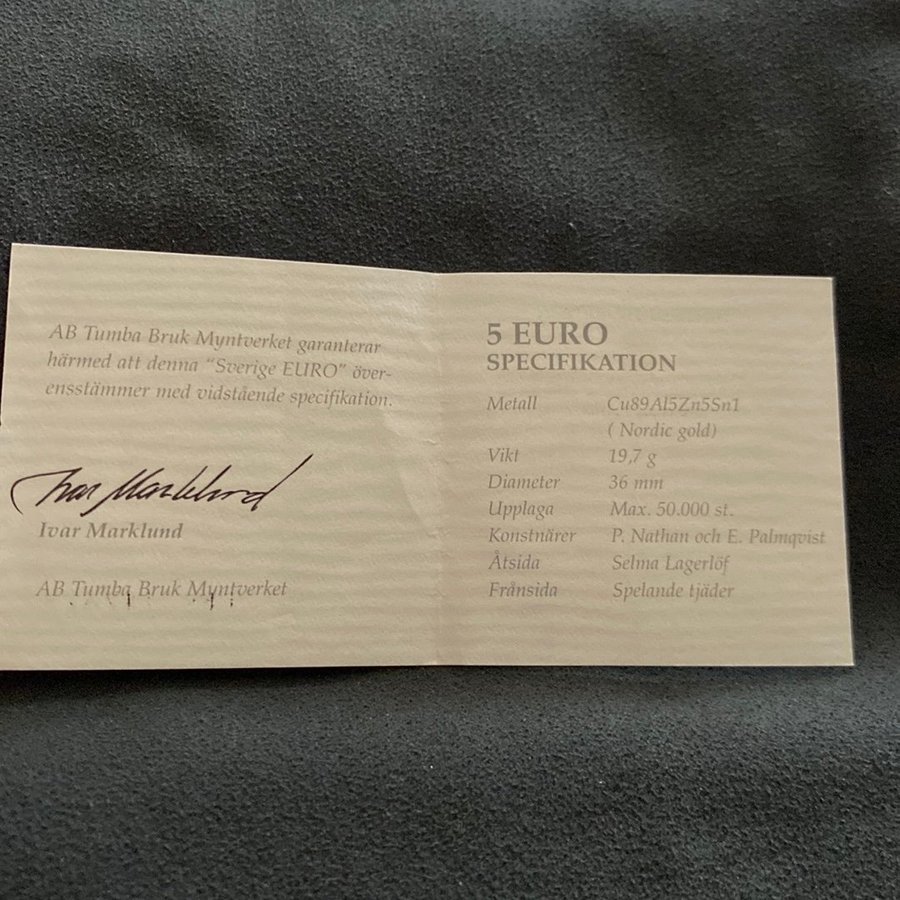 AB Tumba Bruk Myntverket garanterar
härmed att denna "Sverige EURO" över-
ensstämmer med vidstående specifikation.
Ivar Marklund
Ivar Marklund
AB Tumba Bruk Myntverket
5 EURO
SPECIFIKATION
Metall Cu89Al5Zn5Sn1
( Nordic gold)
Vikt 19,7 g
Diameter 36 mm
Upplaga Max. 50.000 st.
Konstnärer P. Nathan och E. Palmqvist
Åtsida Selma Lagerlöf
Frånsida Spelande tjäder